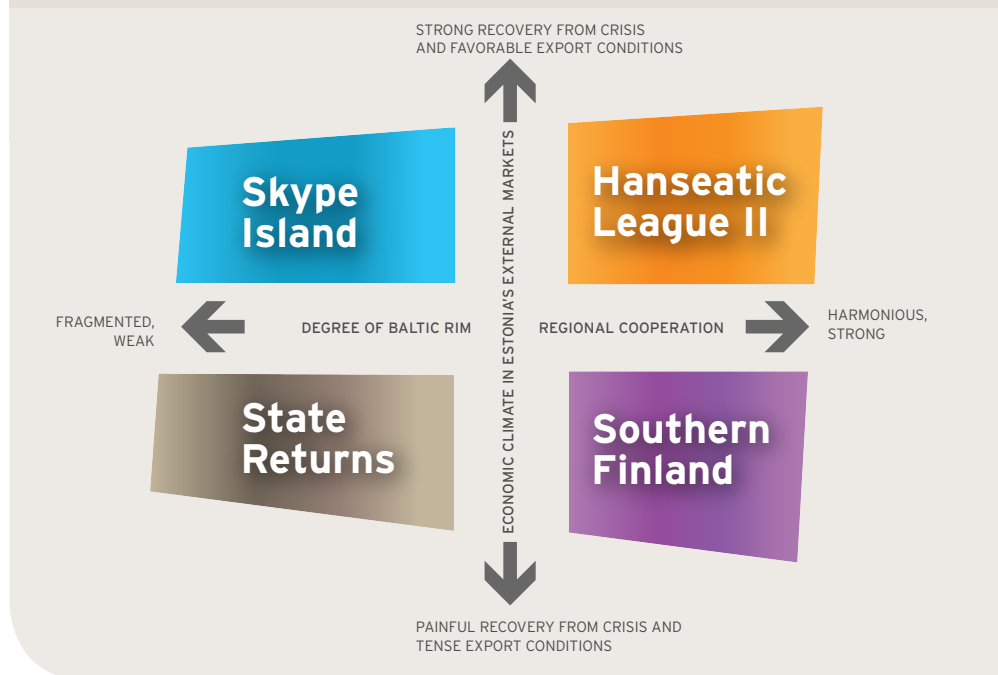 STRONG RECOVERY FROM CRISIS
AND FAVORABLE EXPORT CONDITIONS
Skype
Island
Hanseatic
League II
ECONOMIC CLIMATE IN ESTONIA'S EXTERNAL MARKETS
FRAGMENTED,
WEAK
DEGREE OF BALTIC RIM
REGIONAL COOPERATION
HARMONIOUS,
STRONG
State
Returns
Southern
Finland
PAINFUL RECOVERY FROM CRISIS AND
TENSE EXPORT CONDITIONS